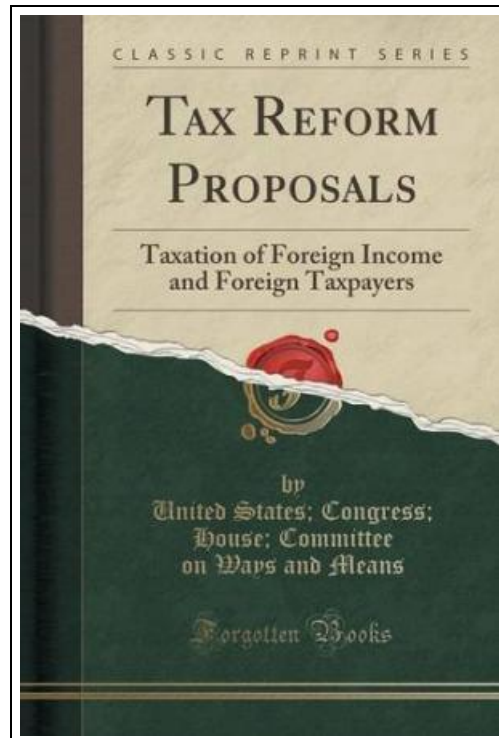 CLASSIC REPRINT SERIES
TAX REFORM
PROPOSALS
Taxation of Foreign Income
and Foreign Taxpayers
by
United States; Congress;
House; Committee
on Ways and Means
Forgotten Books